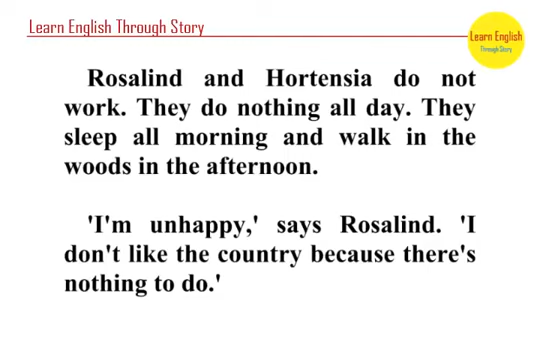 Learn English Through Story
Learn English
Through Story
Rosalind and Hortensia do not
work. They do nothing all day. They
sleep all morning and walk in the
woods in the afternoon.
'I'm unhappy,' says Rosalind. 'I
don't like the country because there's
nothing to do.'